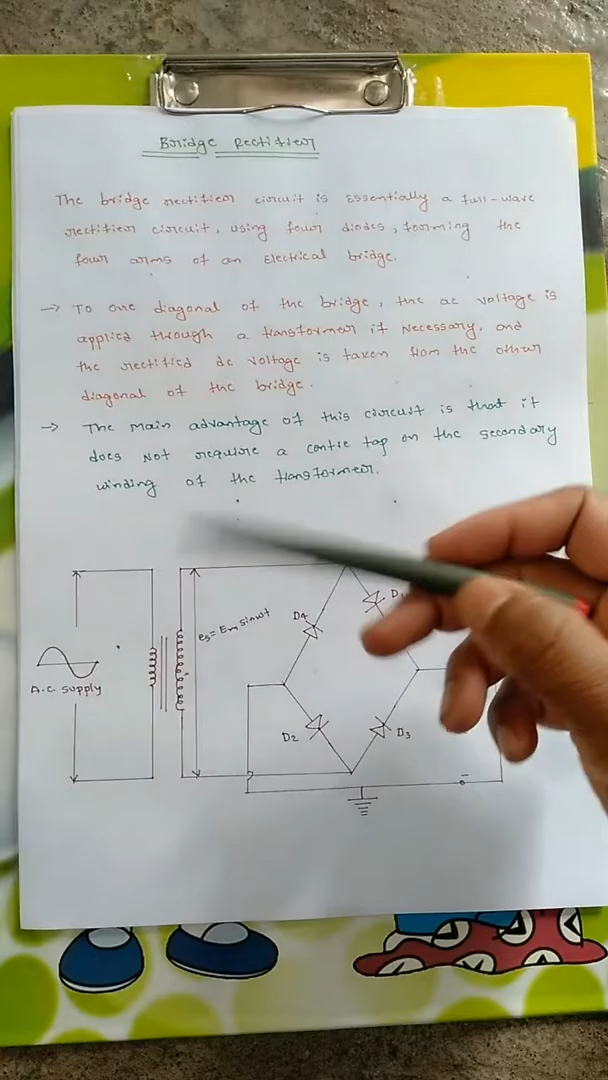 Bridge Rectifier
The bridge rectifier circuit is essentially a full-wave
rectifier circuit, using four diodes, forming the
four arms of an Electrical bridge.
→ To one diagonal of the bridge, the ac voltage is
applied through a transformer if necessary, and
the rectified dc voltage is taken from the other
diagonal of the bridge.
→ The main advantage of this circuit is that it
does not require a centre tap on the secondary
winding of the transformer.
es = Em sinωt
D4
D1
A.C. supply
D2
D3